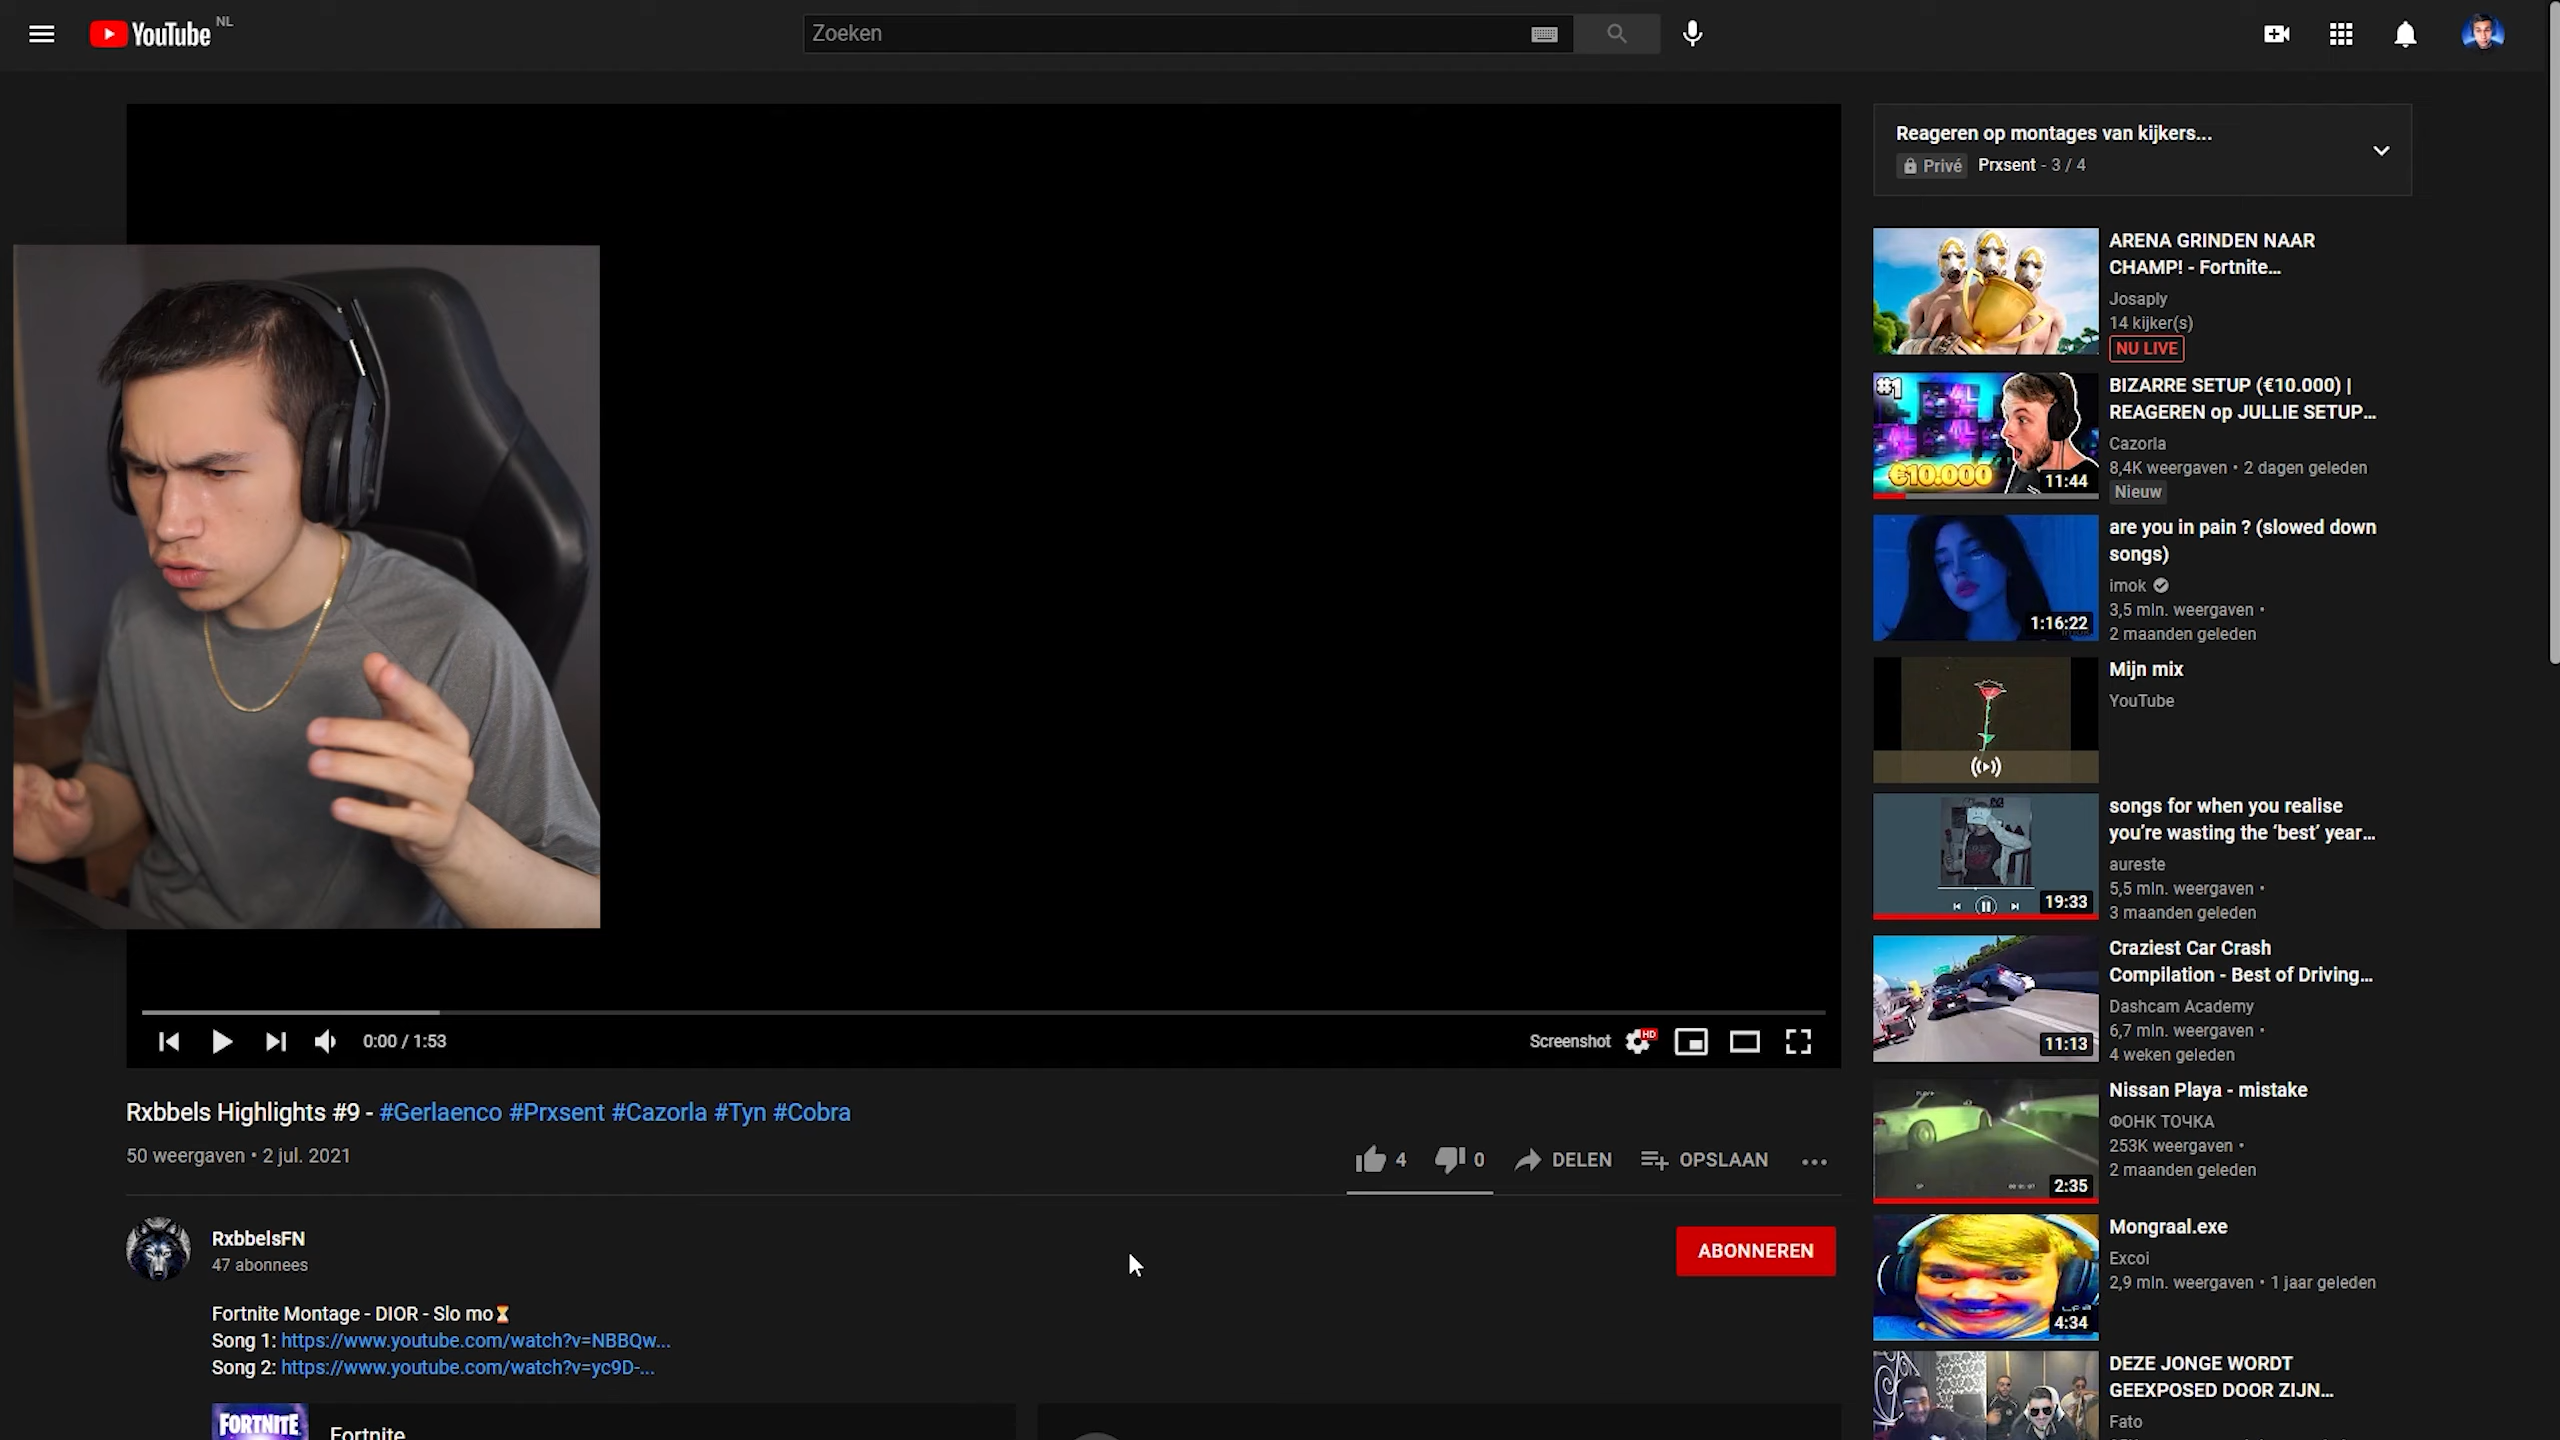 YouTube NL
Zoeken
0:00 / 1:53
Screenshot
HD
Rxbbels Highlights #9 - #Gerlaenco #Prxsent #Cazorla #Tyn #Cobra
50 weergaven • 2 jul. 2021
4
0
DELEN
OPSLAAN
RxbbelsFN
47 abonnees
ABONNEREN
Fortnite Montage - DIOR - Slo mo⏳
Song 1: https://www.youtube.com/watch?v=NBBQw...
Song 2: https://www.youtube.com/watch?v=yc9D-...
FORTNITE
Fortnite
Reageren op montages van kijkers...
Privé Prxsent - 3 / 4
ARENA GRINDEN NAAR
CHAMP! - Fortnite...
Josaply
14 kijker(s)
NU LIVE
#1
€10.000
11:44
BIZARRE SETUP (€10.000) |
REAGEREN op JULLIE SETUP...
Cazorla
8,4K weergaven • 2 dagen geleden
Nieuw
1:16:22
are you in pain ? (slowed down
songs)
imok
3,5 mln. weergaven •
2 maanden geleden
Mijn mix
YouTube
19:33
songs for when you realise
you're wasting the ‘best’ year...
aureste
5,5 mln. weergaven •
3 maanden geleden
11:13
Craziest Car Crash
Compilation - Best of Driving...
Dashcam Academy
6,7 mln. weergaven •
4 weken geleden
2:35
Nissan Playa - mistake
ФОНК ТОЧКА
253K weergaven •
2 maanden geleden
4:34
Mongraal.exe
Excoi
2,9 mln. weergaven • 1 jaar geleden
DEZE JONGE WORDT
GEEXPOSED DOOR ZIJN...
Fato